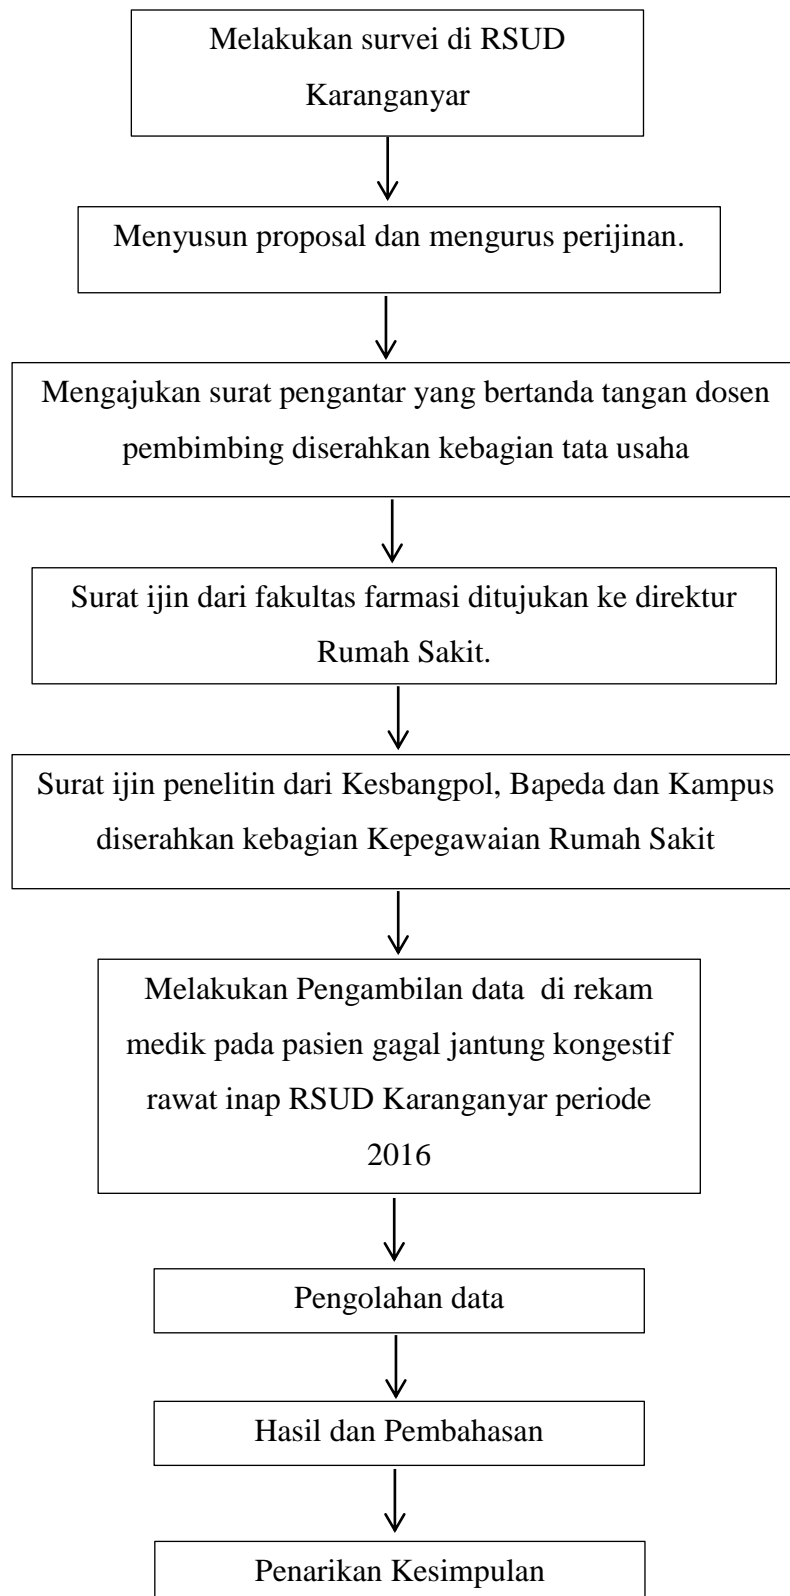 Melakukan survei di RSUD
Karanganyar
Menyusun proposal dan mengurus perijinan.
Mengajukan surat pengantar yang bertanda tangan dosen
pembimbing diserahkan kebagian tata usaha
Surat ijin dari fakultas farmasi ditujukan ke direktur
Rumah Sakit.
Surat ijin penelitin dari Kesbangpol, Bapeda dan Kampus
diserahkan kebagian Kepegawaian Rumah Sakit
Melakukan Pengambilan data  di rekam
medik pada pasien gagal jantung kongestif
rawat inap RSUD Karanganyar periode
2016
Pengolahan data
Hasil dan Pembahasan
Penarikan Kesimpulan